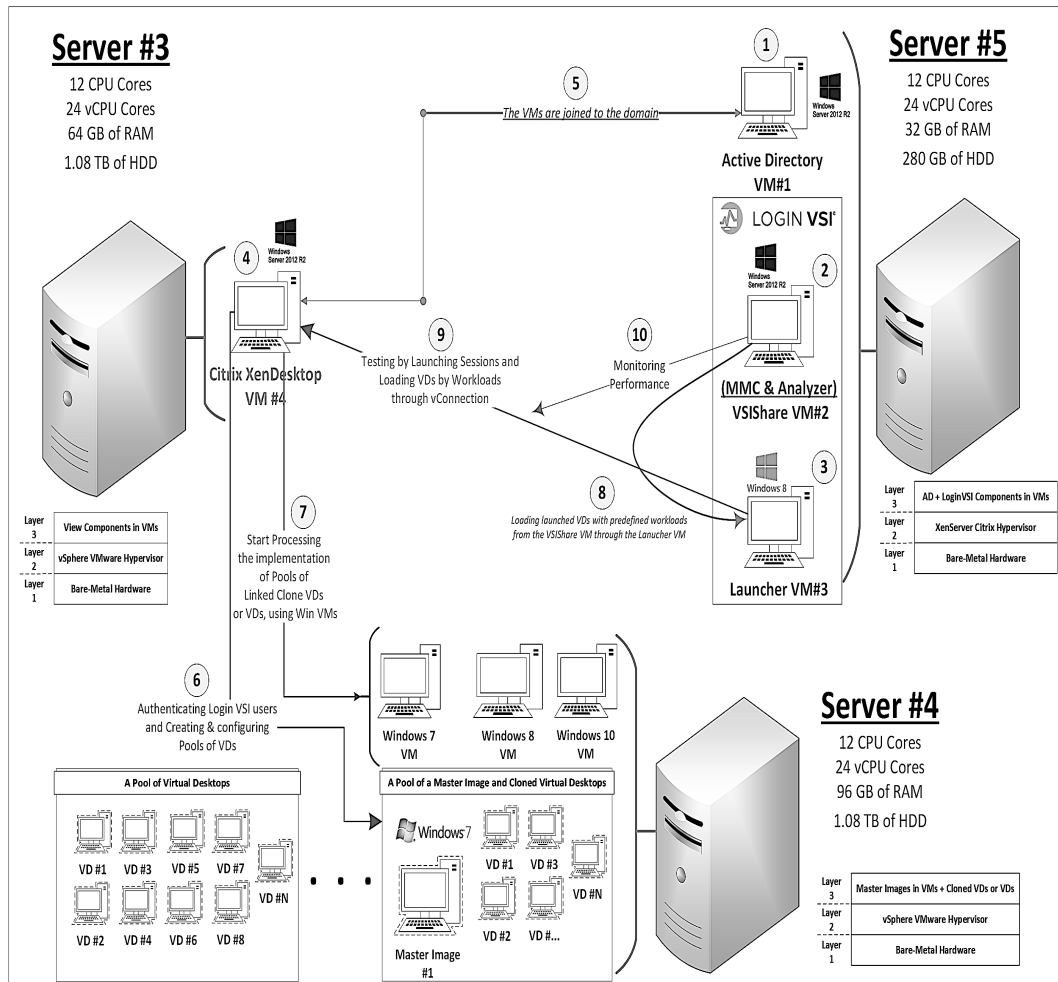 Server #3
12 CPU Cores
24 vCPU Cores
64 GB of RAM
1.08 TB of HDD
Server #5
12 CPU Cores
24 vCPU Cores
32 GB of RAM
280 GB of HDD
1
Windows
Server 2012 R2
Active Directory
VM#1
5
The VMs are joined to the domain
LOGIN VSI
2
Windows
Server 2012 R2
(MMC & Analyzer)
VSIShare VM#2
3
Windows 8
Launcher VM#3
4
Windows
Server 2012 R2
Citrix XenDesktop
VM #4
9
Testing by Launching Sessions and
Loading VDs by Workloads
through vConnection
10
Monitoring
Performance
8
Loading launched VDs with predefined workloads
from the VSIShare VM through the Lanucher VM
Layer
3
View Components in VMs
Layer
2
vSphere VMware Hypervisor
Layer
1
Bare-Metal Hardware
Layer
3
AD + LoginVSI Components in VMs
Layer
2
XenServer Citrix Hypervisor
Layer
1
Bare-Metal Hardware
7
Start Processing
the implementation
of Pools of
Linked Clone VDs
or VDs, using Win VMs
6
Authenticating Login VSI users
and Creating & configuring
Pools of VDs
Windows 7
VM
Windows 8
VM
Windows 10
VM
Server #4
12 CPU Cores
24 vCPU Cores
96 GB of RAM
1.08 TB of HDD
A Pool of Virtual Desktops
VD #1
VD #3
VD #5
VD #7
VD #N
VD #2
VD #4
VD #6
VD #8
A Pool of a Master Image and Cloned Virtual Desktops
Windows 7
Master Image
#1
VD #1
VD #3
VD #N
VD #2
VD #...
Layer
3
Master Images in VMs + Cloned VDs or VDs
Layer
2
vSphere VMware Hypervisor
Layer
1
Bare-Metal Hardware